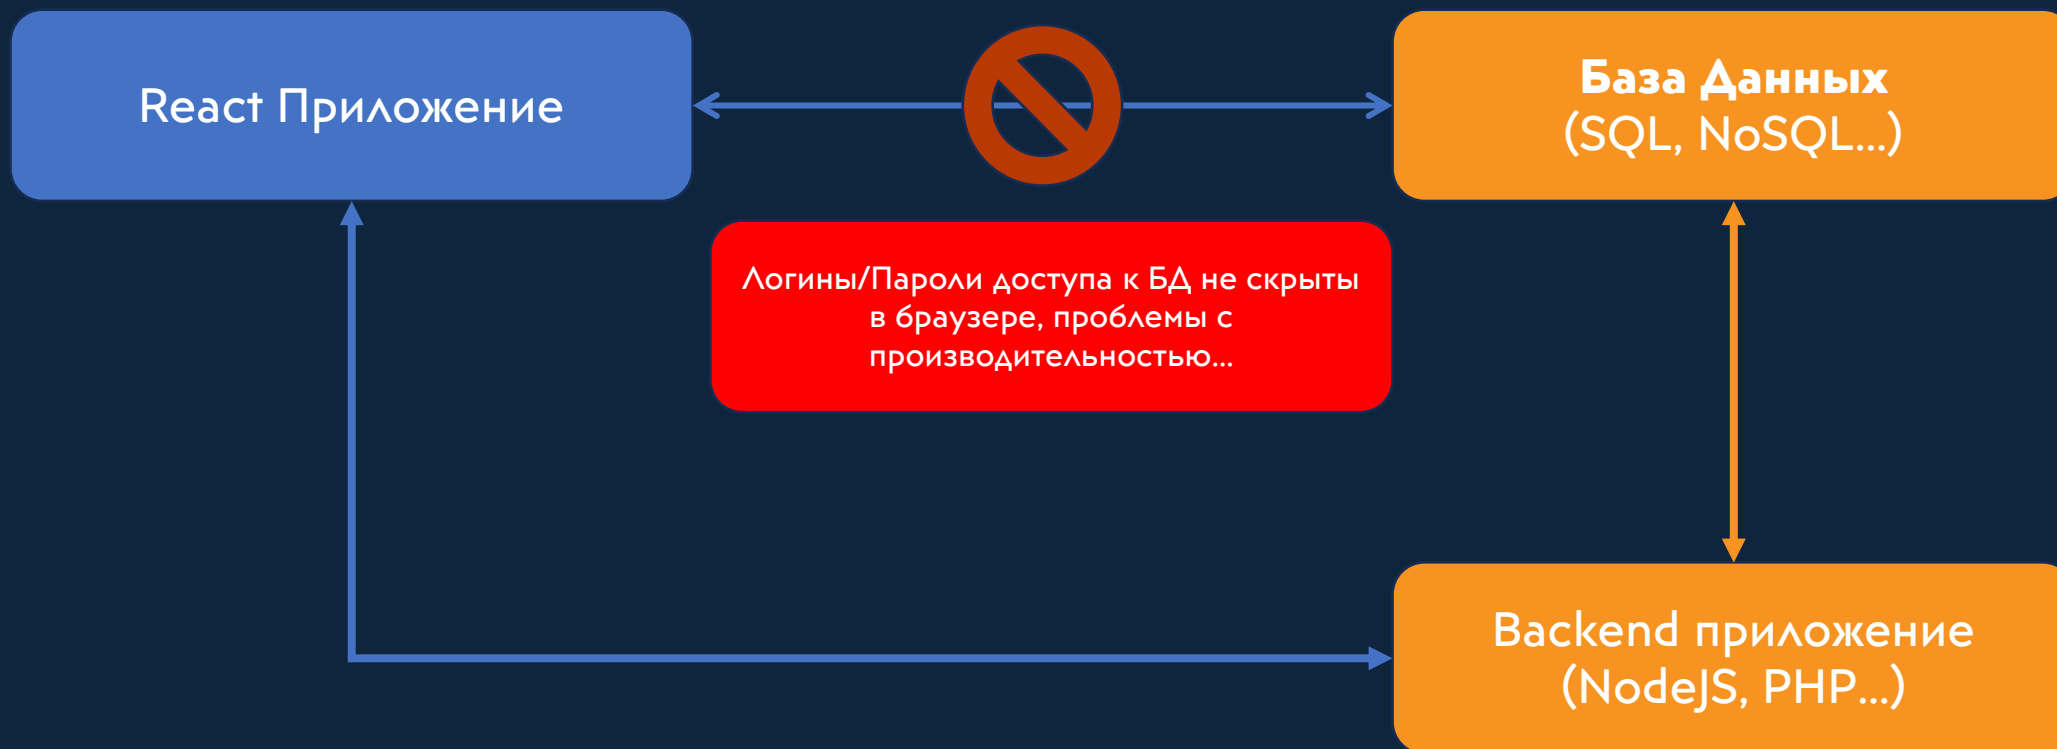 React Приложение
База Данных
(SQL, NoSQL...)
Логины/Пароли доступа к БД не скрыты
в браузере, проблемы с
производительностью...
Backend приложение
(NodeJS, PHP...)